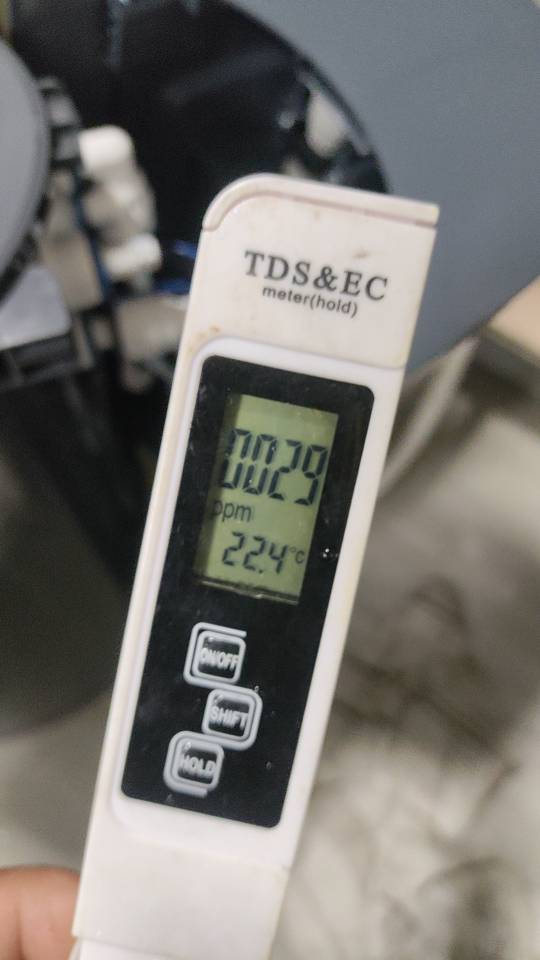 TDS&EC
meter(hold)
0029
ppm
22.4°C
ON/OFF
SHIFT
HOLD